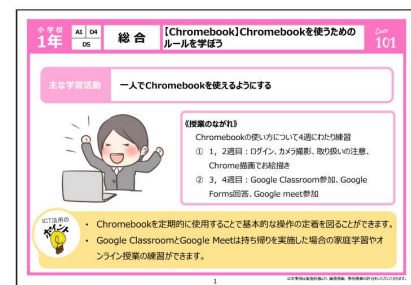 小学校
1年
A1 D4
D5
総合
【Chromebook】Chromebookを使うための
ルールを学ぼう
Case
101
主な学習活動
一人でChromebookを使えるようにする
《授業のながれ》
Chromebookの使い方について4週にわたり練習
① 1，2週目：ログイン、カメラ撮影、取り扱いの注意、
Chrome描画でお絵描き
② 3，4週目：Google Classroom参加、Google
Forms回答、Google meet参加
ICT活用の
ポイント
・ Chromebookを定期的に使用することで基本的な操作の定着を図ることができます。
・ Google ClassroomとGoogle Meetは持ち帰りを実施した場合の家庭学習やオ
ンライン授業の練習ができます。
1